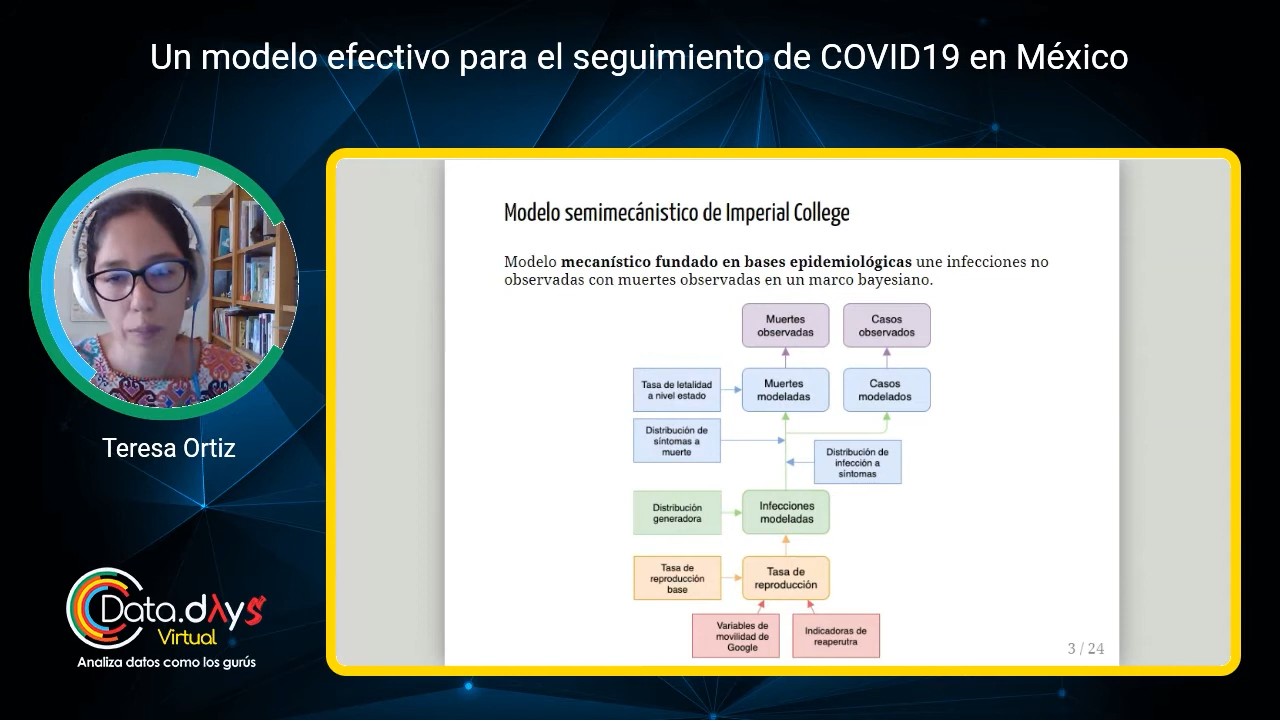 Un modelo efectivo para el seguimiento de COVID19 en México
Modelo semimecánistico de Imperial College
Modelo mecanístico fundado en bases epidemiológicas une infecciones no
observadas con muertes observadas en un marco bayesiano.
Muertes
observadas
Casos
observados
Tasa de letalidad
a nivel estado
Muertes
modeladas
Casos
modelados
Distribución de
síntomas a
muerte
Distribución de
infección a
síntomas
Distribución
generadora
Infecciones
modeladas
Tasa de
reproducción
base
Tasa de
reproducción
Variables de
movilidad de
Google
Indicadoras de
reaperutra
3 / 24
Teresa Ortiz
Data.dAys
Virtual
Analiza datos como los gurús